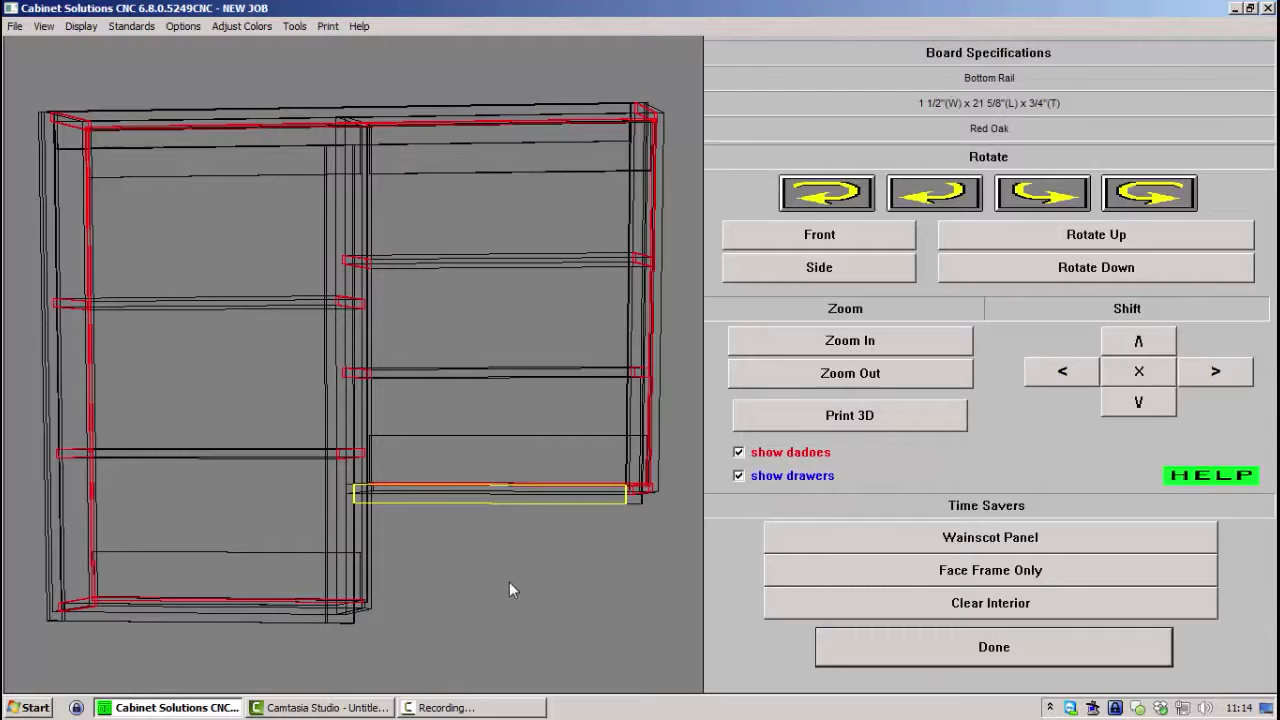 Cabinet Solutions CNC 6.8.0.5249CNC - NEW JOB
File View Display Standards Options Adjust Colors Tools Print Help
Board Specifications
Bottom Rail
1 1/2"(W) x 21 5/8"(L) x 3/4"(T)
Red Oak
Rotate
Front Rotate Up
Side Rotate Down
Zoom Shift
Zoom In ∧
Zoom Out < X >
Print 3D V
show dadoes
show drawers HELP
Time Savers
Wainscot Panel
Face Frame Only
Clear Interior
Done
Start Cabinet Solutions CNC... Camtasia Studio - Untitle... Recording... 11:14